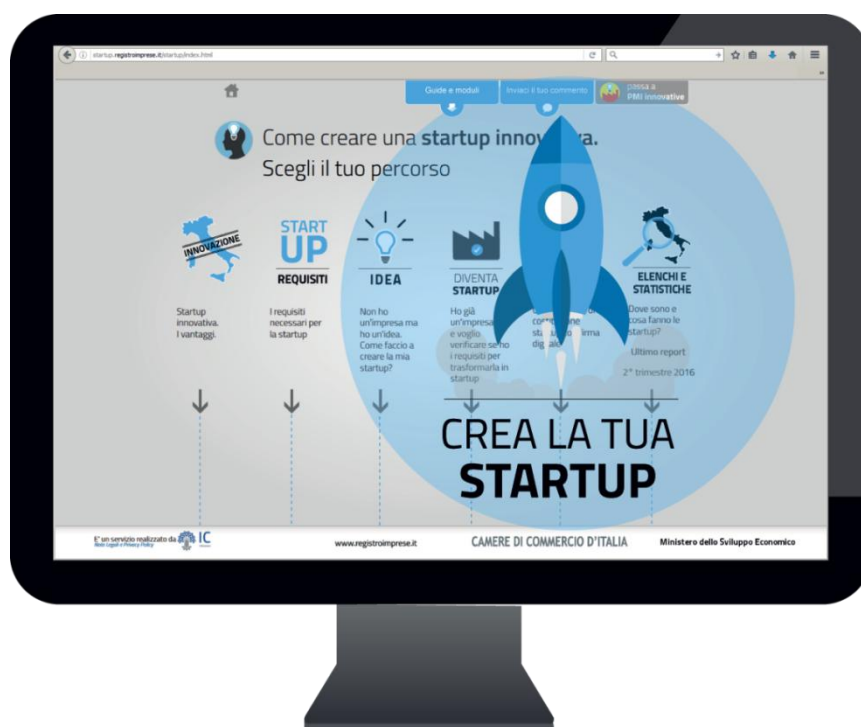 startup.registroimprese.it/startup/index.html
Guide e moduli
Inviaci il tuo commento
passa a
PMI innovative
Come creare una startup innov va.
Scegli il tuo percorso
INNOVAZIONE
START
UP
REQUISITI
IDEA
DIVENTA
STARTUP
ELENCHI E
STATISTICHE
Startup
innovativa.
I vantaggi.
I requisiti
necessari per
la startup
Non ho
un'impresa ma
ho un'idea.
Come faccio a
creare la mia
startup?
Ho già
un'impresa
e voglio
verificare se ho
i requisiti per
trasformarla in
startup
Dove sono e
cosa fanno le
startup?
Ultimo report
2° trimestre 2016
CREA LA TUA
STARTUP
E' un servizio realizzato da
Note Legali e Privacy Policy
IC
www.registroimprese.it
CAMERE DI COMMERCIO D'ITALIA
Ministero dello Sviluppo Economico